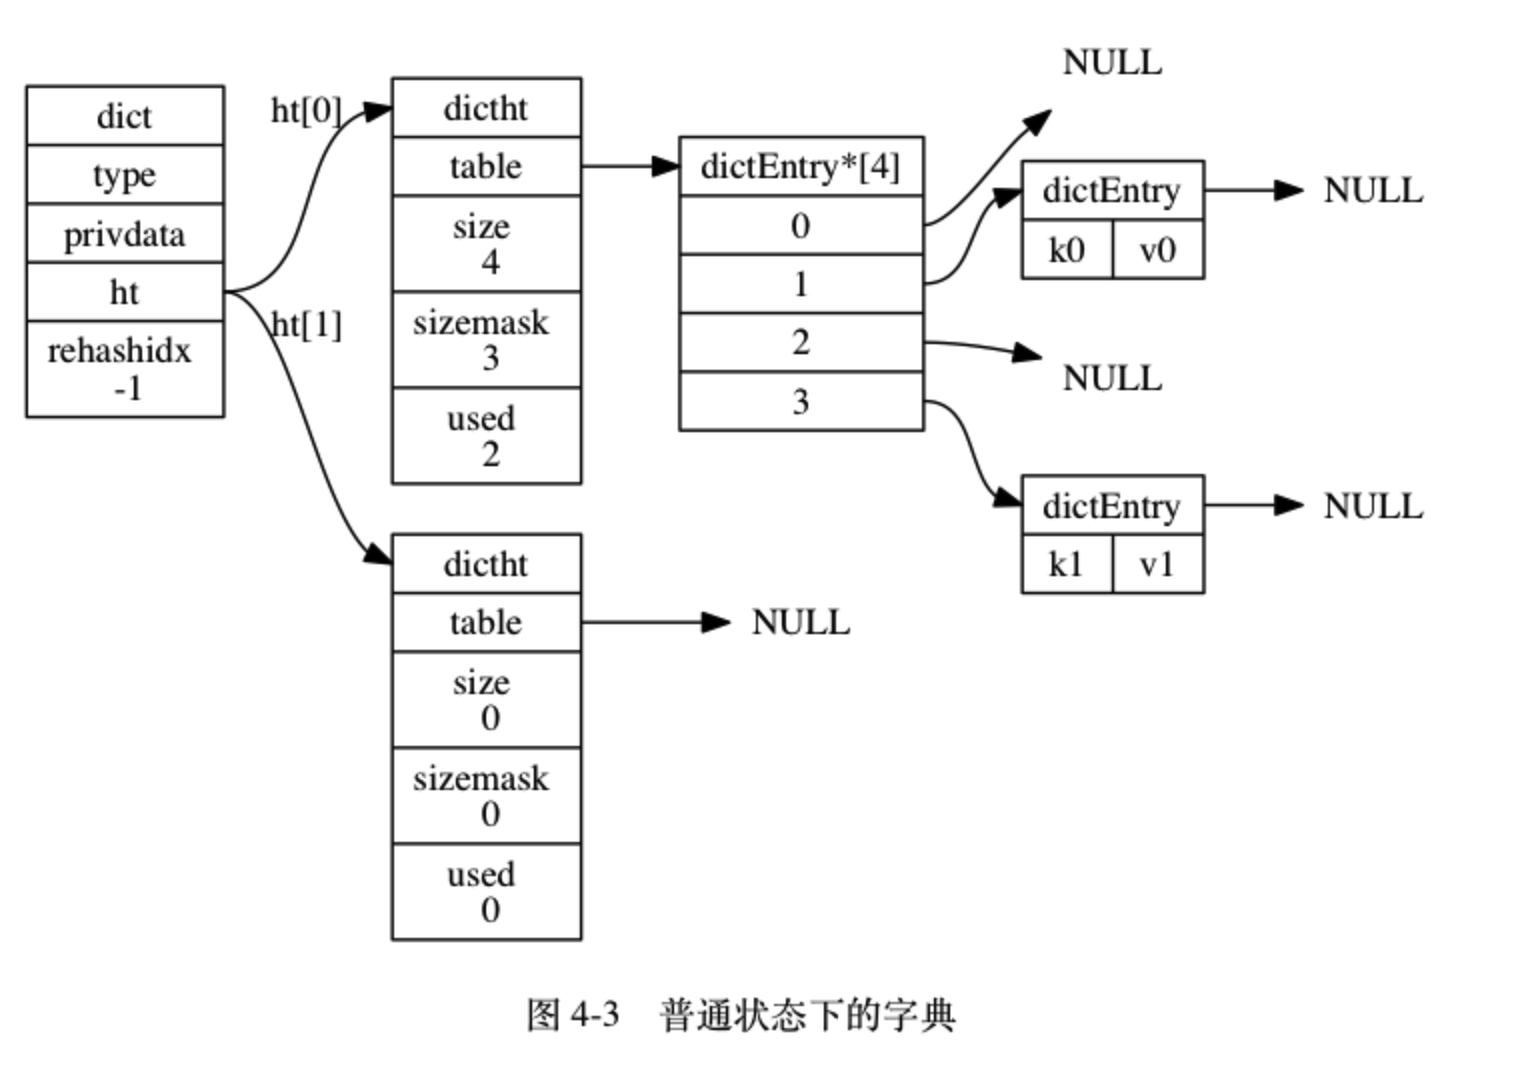 dict
type
privdata
ht
rehashidx
-1
ht[0]
ht[1]
dictht
table
size
4
sizemask
3
used
2
dictht
table
size
0
sizemask
0
used
0
NULL
dictEntry*[4]
0
1
2
3
NULL
dictEntry
k0 v0
NULL
NULL
dictEntry
k1 v1
NULL
图 4-3 普通状态下的字典